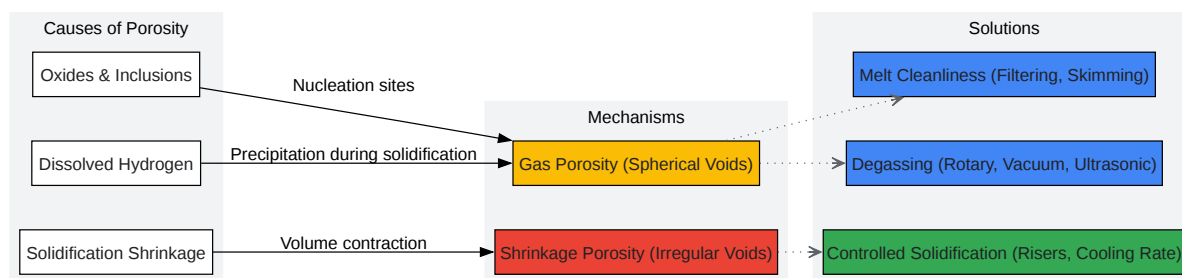 Causes of Porosity
Oxides & Inclusions
Dissolved Hydrogen
Solidification Shrinkage
Nucleation sites
Precipitation during solidification
Volume contraction
Mechanisms
Gas Porosity (Spherical Voids)
Shrinkage Porosity (Irregular Voids)
Solutions
Melt Cleanliness (Filtering, Skimming)
Degassing (Rotary, Vacuum, Ultrasonic)
Controlled Solidification (Risers, Cooling Rate)